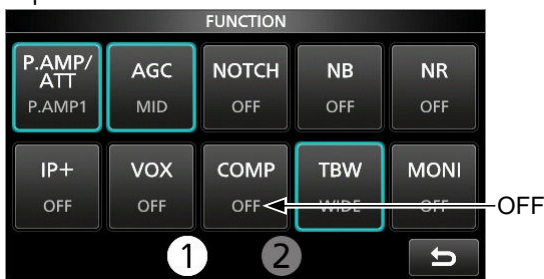 FUNCTION
P.AMP/
ATT
P.AMP1
AGC
MID
NOTCH
OFF
NB
OFF
NR
OFF
IP+
OFF
VOX
OFF
COMP
OFF
TBW
WIDE
MONI
OFF
OFF
1
2